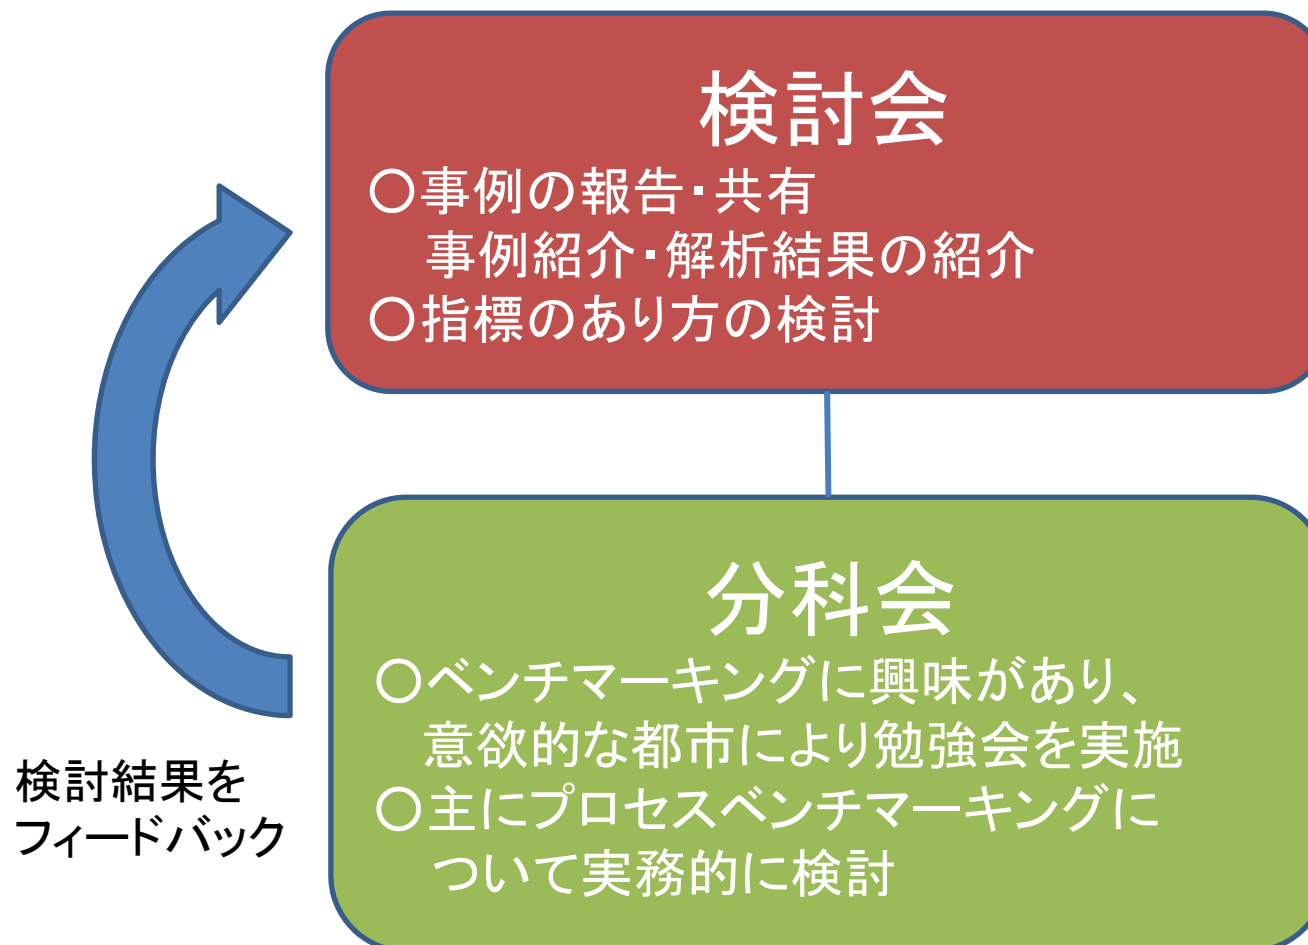 検討会
○事例の報告・共有
事例紹介・解析結果の紹介
○指標のあり方の検討
分科会
○ベンチマーキングに興味があり、
意欲的な都市により勉強会を実施
○主にプロセスベンチマーキングに
ついて実務的に検討
検討結果を
フィードバック